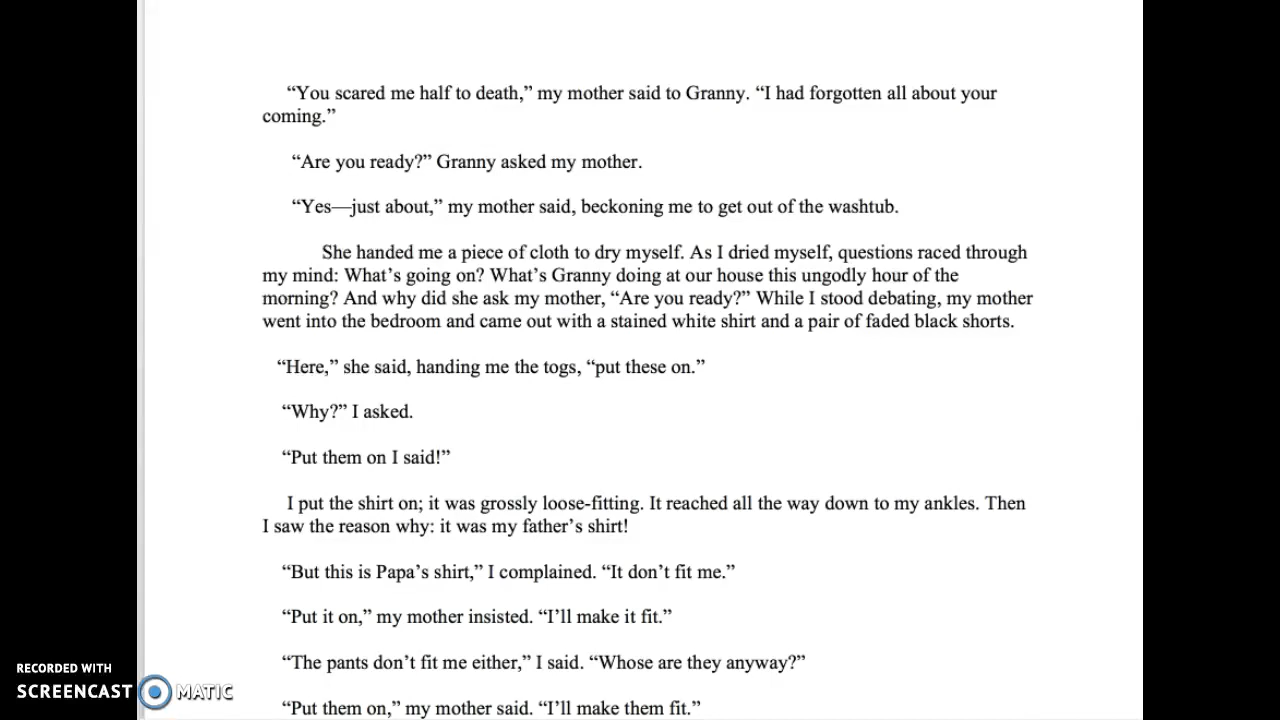 “You scared me half to death,” my mother said to Granny. “I had forgotten all about your
coming.”
“Are you ready?” Granny asked my mother.
“Yes—just about,” my mother said, beckoning me to get out of the washtub.
She handed me a piece of cloth to dry myself. As I dried myself, questions raced through
my mind: What’s going on? What’s Granny doing at our house this ungodly hour of the
morning? And why did she ask my mother, “Are you ready?” While I stood debating, my mother
went into the bedroom and came out with a stained white shirt and a pair of faded black shorts.
“Here,” she said, handing me the togs, “put these on.”
“Why?” I asked.
“Put them on I said!”
I put the shirt on; it was grossly loose-fitting. It reached all the way down to my ankles. Then
I saw the reason why: it was my father’s shirt!
“But this is Papa’s shirt,” I complained. “It don’t fit me.”
“Put it on,” my mother insisted. “I’ll make it fit.”
“The pants don’t fit me either,” I said. “Whose are they anyway?”
“Put them on,” my mother said. “I’ll make them fit.”
RECORDED WITH
SCREENCAST MATIC